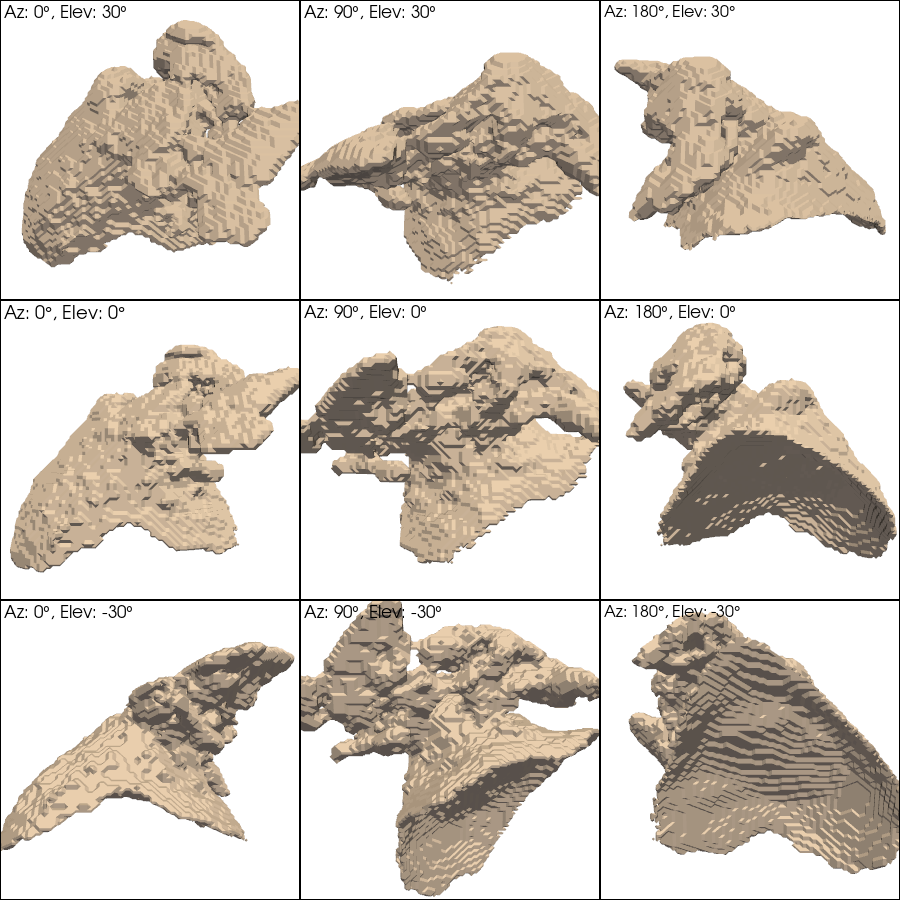 Az: 0°, Elev: 30°
Az: 90°, Elev: 30°
Az: 180°, Elev: 30°
Az: 0°, Elev: 0°
Az: 90°, Elev: 0°
Az: 180°, Elev: 0°
Az: 0°, Elev: -30°
Az: 90°, Elev: -30°
Az: 180°, Elev: -30°